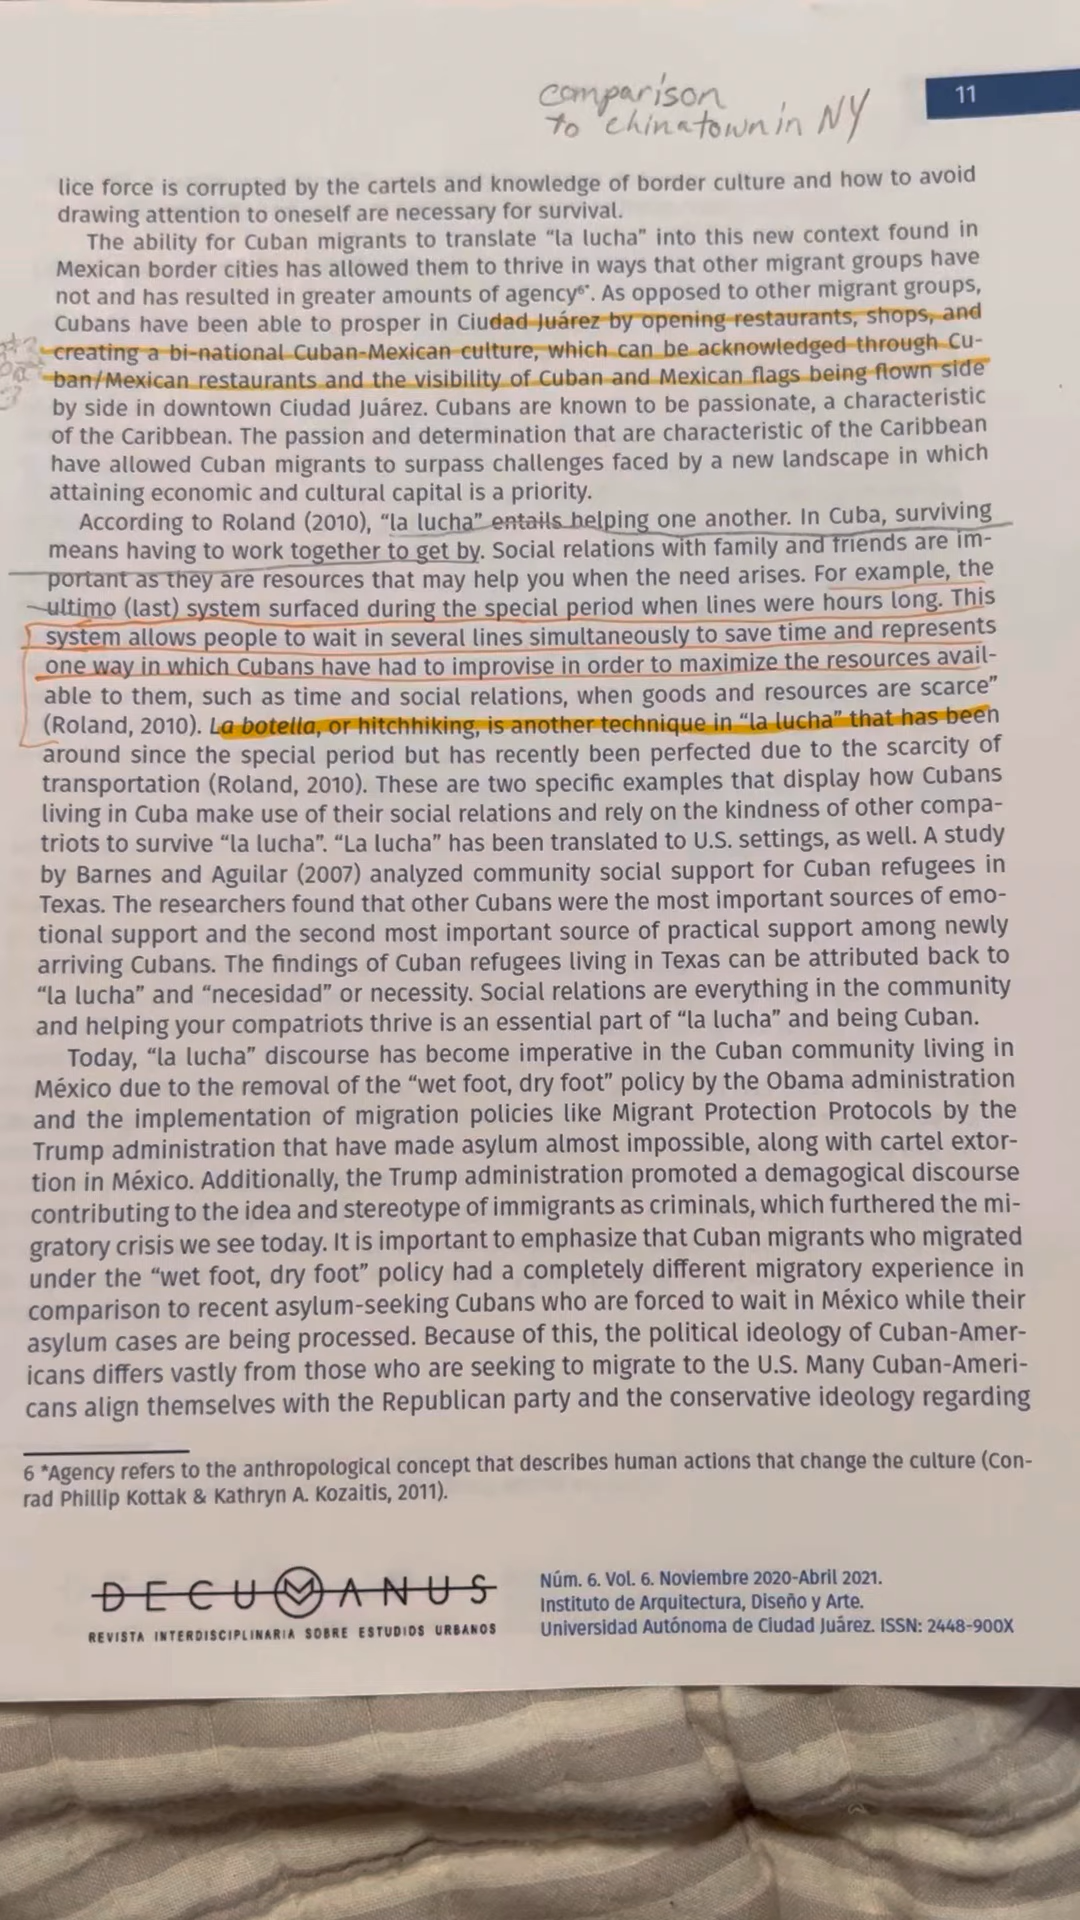 comparison
to chinatown in NY
11
lice force is corrupted by the cartels and knowledge of border culture and how to avoid
drawing attention to oneself are necessary for survival.
The ability for Cuban migrants to translate “la lucha” into this new context found in
Mexican border cities has allowed them to thrive in ways that other migrant groups have
not and has resulted in greater amounts of agency⁶*. As opposed to other migrant groups,
Cubans have been able to prosper in Ciudad Juárez by opening restaurants, shops, and
creating a bi-national Cuban-Mexican culture, which can be acknowledged through Cu-
ban/Mexican restaurants and the visibility of Cuban and Mexican flags being flown side
by side in downtown Ciudad Juárez. Cubans are known to be passionate, a characteristic
of the Caribbean. The passion and determination that are characteristic of the Caribbean
have allowed Cuban migrants to surpass challenges faced by a new landscape in which
attaining economic and cultural capital is a priority.
According to Roland (2010), “la lucha” entails helping one another. In Cuba, surviving
means having to work together to get by. Social relations with family and friends are im-
portant as they are resources that may help you when the need arises. For example, the
ultimo (last) system surfaced during the special period when lines were hours long. This
system allows people to wait in several lines simultaneously to save time and represents
one way in which Cubans have had to improvise in order to maximize the resources avail-
able to them, such as time and social relations, when goods and resources are scarce”
(Roland, 2010). La botella, or hitchhiking, is another technique in “la lucha” that has been
around since the special period but has recently been perfected due to the scarcity of
transportation (Roland, 2010). These are two specific examples that display how Cubans
living in Cuba make use of their social relations and rely on the kindness of other compa-
triots to survive “la lucha”. “La lucha” has been translated to U.S. settings, as well. A study
by Barnes and Aguilar (2007) analyzed community social support for Cuban refugees in
Texas. The researchers found that other Cubans were the most important sources of emo-
tional support and the second most important source of practical support among newly
arriving Cubans. The findings of Cuban refugees living in Texas can be attributed back to
“la lucha” and “necesidad” or necessity. Social relations are everything in the community
and helping your compatriots thrive is an essential part of “la lucha” and being Cuban.
Today, “la lucha” discourse has become imperative in the Cuban community living in
México due to the removal of the “wet foot, dry foot” policy by the Obama administration
and the implementation of migration policies like Migrant Protection Protocols by the
Trump administration that have made asylum almost impossible, along with cartel extor-
tion in México. Additionally, the Trump administration promoted a demagogical discourse
contributing to the idea and stereotype of immigrants as criminals, which furthered the mi-
gratory crisis we see today. It is important to emphasize that Cuban migrants who migrated
under the “wet foot, dry foot” policy had a completely different migratory experience in
comparison to recent asylum-seeking Cubans who are forced to wait in México while their
asylum cases are being processed. Because of this, the political ideology of Cuban-Amer-
icans differs vastly from those who are seeking to migrate to the U.S. Many Cuban-Ameri-
cans align themselves with the Republican party and the conservative ideology regarding
6 *Agency refers to the anthropological concept that describes human actions that change the culture (Con-
rad Phillip Kottak & Kathryn A. Kozaitis, 2011).
DECUMANUS
REVISTA INTERDISCIPLINARIA SOBRE ESTUDIOS URBANOS
Núm. 6. Vol. 6. Noviembre 2020-Abril 2021.
Instituto de Arquitectura, Diseño y Arte.
Universidad Autónoma de Ciudad Juárez. ISSN: 2448-900X